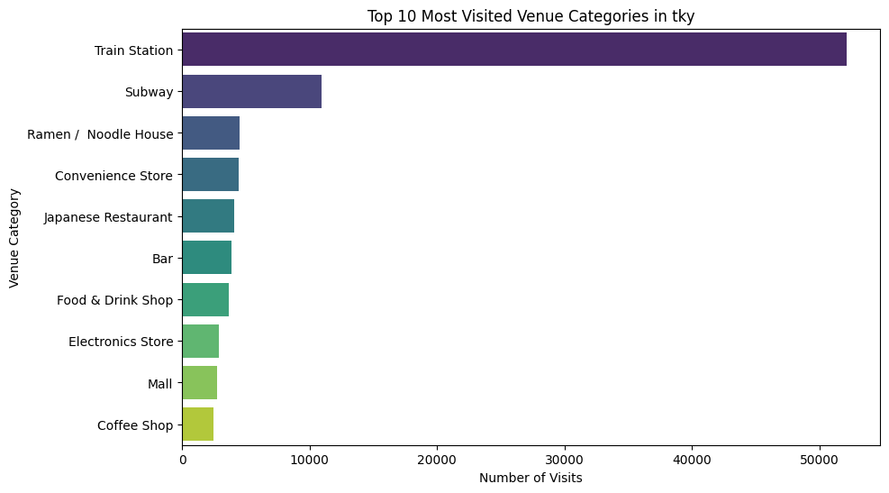 Top 10 Most Visited Venue Categories in tky
Train Station
Subway
Ramen /  Noodle House
Convenience Store
Japanese Restaurant
Bar
Food & Drink Shop
Electronics Store
Mall
Coffee Shop
Venue Category
0 10000 20000 30000 40000 50000
Number of Visits